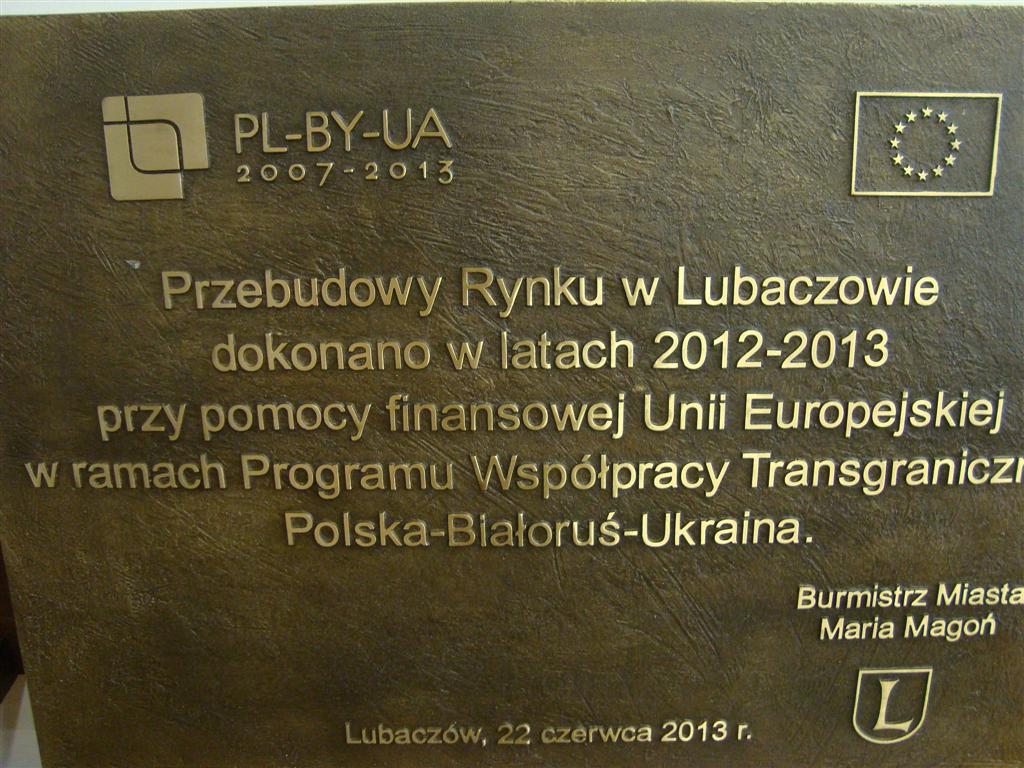 PL-BY-UA
2007-2013
Przebudowy Rynku w Lubaczowie
dokonano w latach 2012-2013
przy pomocy finansowej Unii Europejskiej
w ramach Programu Współpracy
Polska-Białoruś-Ukraina.
Burmistrz Miasta
Maria Magoń
L
Lubaczów, 22 czerwca 2013 r.